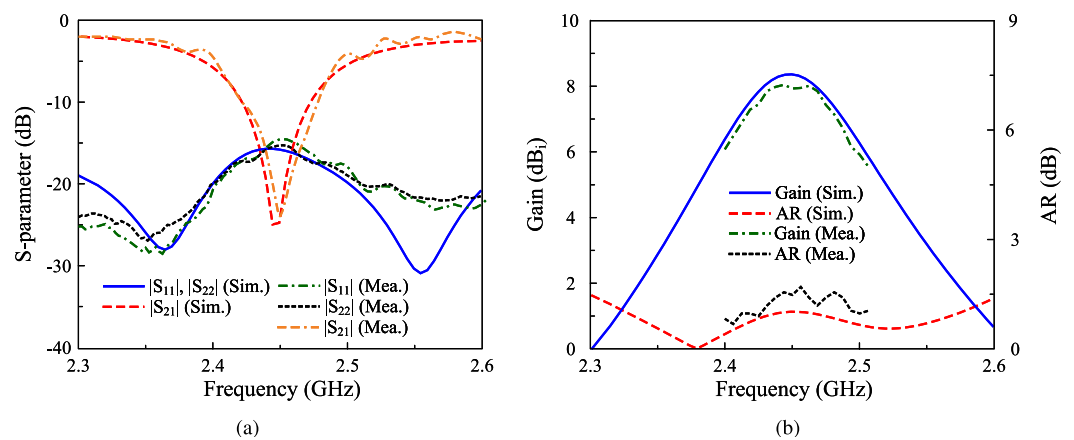 0
-10
-20
-30
-40
S-parameter (dB)
|S11|, |S22| (Sim.)
|S21| (Sim.)
|S11| (Mea.)
|S22| (Mea.)
|S21| (Mea.)
2.3 2.4 2.5 2.6
Frequency (GHz)
(a)
10
8
6
4
2
0
Gain (dBi)
Gain (Sim.)
AR (Sim.)
Gain (Mea.)
AR (Mea.)
9
6
3
0
AR (dB)
2.3 2.4 2.5 2.6
Frequency (GHz)
(b)